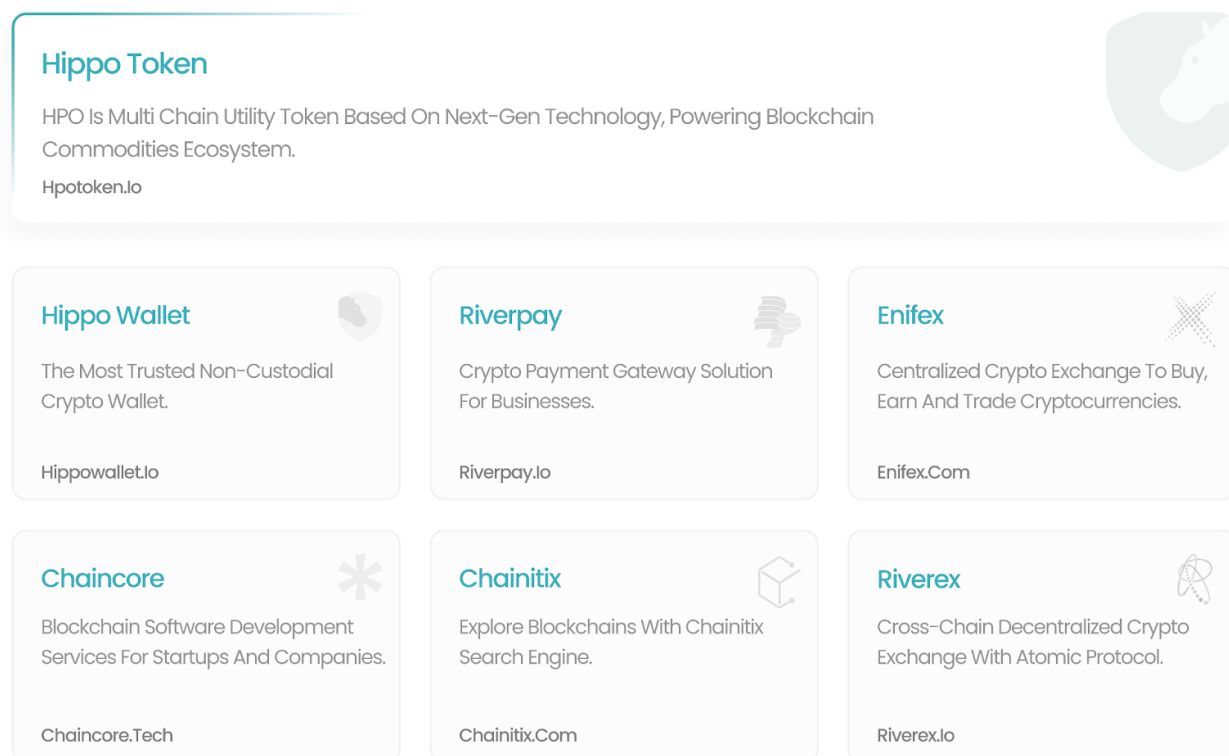 Hippo Token
HPO Is Multi Chain Utility Token Based On Next-Gen Technology, Powering Blockchain
Commodities Ecosystem.
Hpotoken.Io
Hippo Wallet
The Most Trusted Non-Custodial
Crypto Wallet.
Hippowallet.Io
Riverpay
Crypto Payment Gateway Solution
For Businesses.
Riverpay.Io
Enifex
Centralized Crypto Exchange To Buy,
Earn And Trade Cryptocurrencies.
Enifex.Com
Chaincore
Blockchain Software Development
Services For Startups And Companies.
Chaincore.Tech
Chainitix
Explore Blockchains With Chainitix
Search Engine.
Chainitix.Com
Riverex
Cross-Chain Decentralized Crypto
Exchange With Atomic Protocol.
Riverex.Io